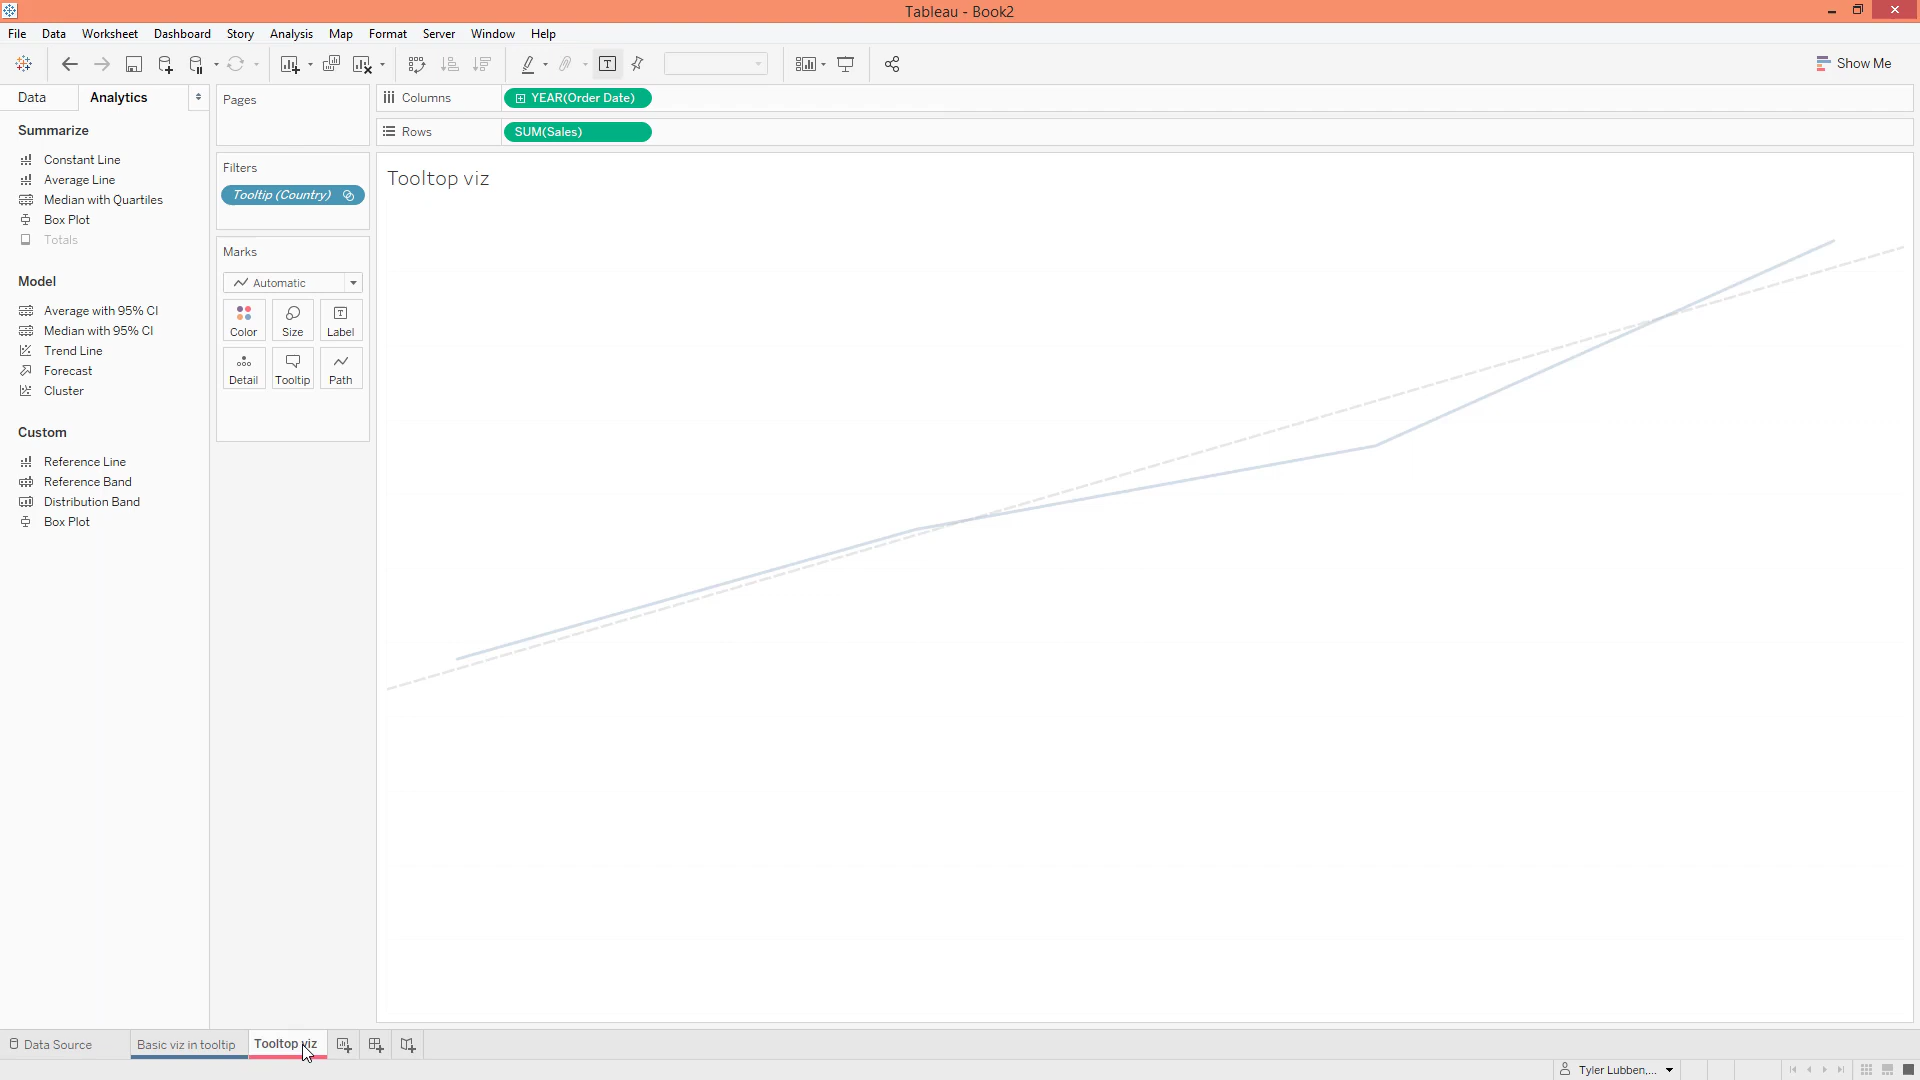 Tableau - Book2
File Data Worksheet Dashboard Story Analysis Map Format Server Window Help
Show Me
Data Analytics
Summarize
Constant Line
Average Line
Median with Quartiles
Box Plot
Totals
Model
Average with 95% CI
Median with 95% CI
Trend Line
Forecast
Cluster
Custom
Reference Line
Reference Band
Distribution Band
Box Plot
Pages
Filters
Tooltip (Country)
Marks
Automatic
Color Size Label
Detail Tooltip Path
Columns YEAR(Order Date)
Rows SUM(Sales)
Tooltop viz
Data Source Basic viz in tooltip Tooltop viz
Tyler Lubben,...